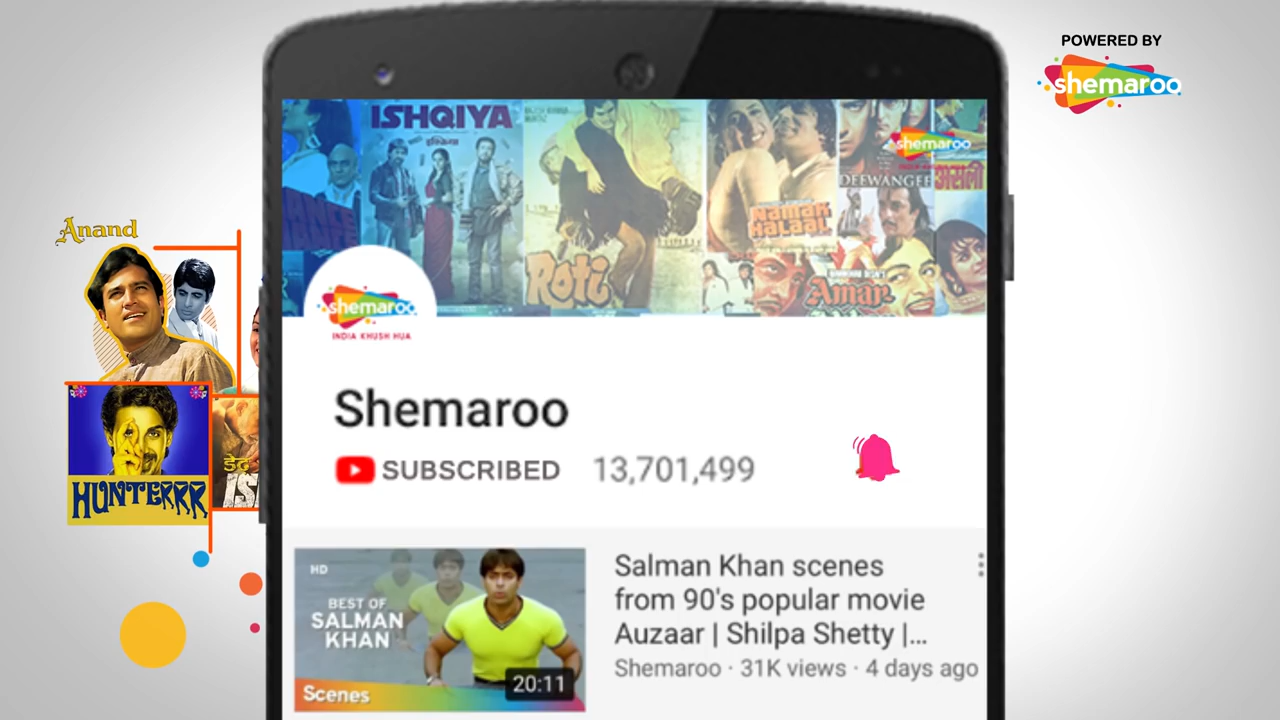 POWERED BY
shemaroo
ISHQIYA
इश्क़िया
shemaroo
DEEWANGEE
असली
NAMAK
HALAAL
Roti
Amar
Anand
shemaroo
INDIA KHUSH HUA
Shemaroo
SUBSCRIBED 13,701,499
HUNTERRR
डेढ़
HD
BEST OF
SALMAN
KHAN
Scenes
20:11
Salman Khan scenes
from 90's popular movie
Auzaar | Shilpa Shetty |...
Shemaroo · 31K views · 4 days ago